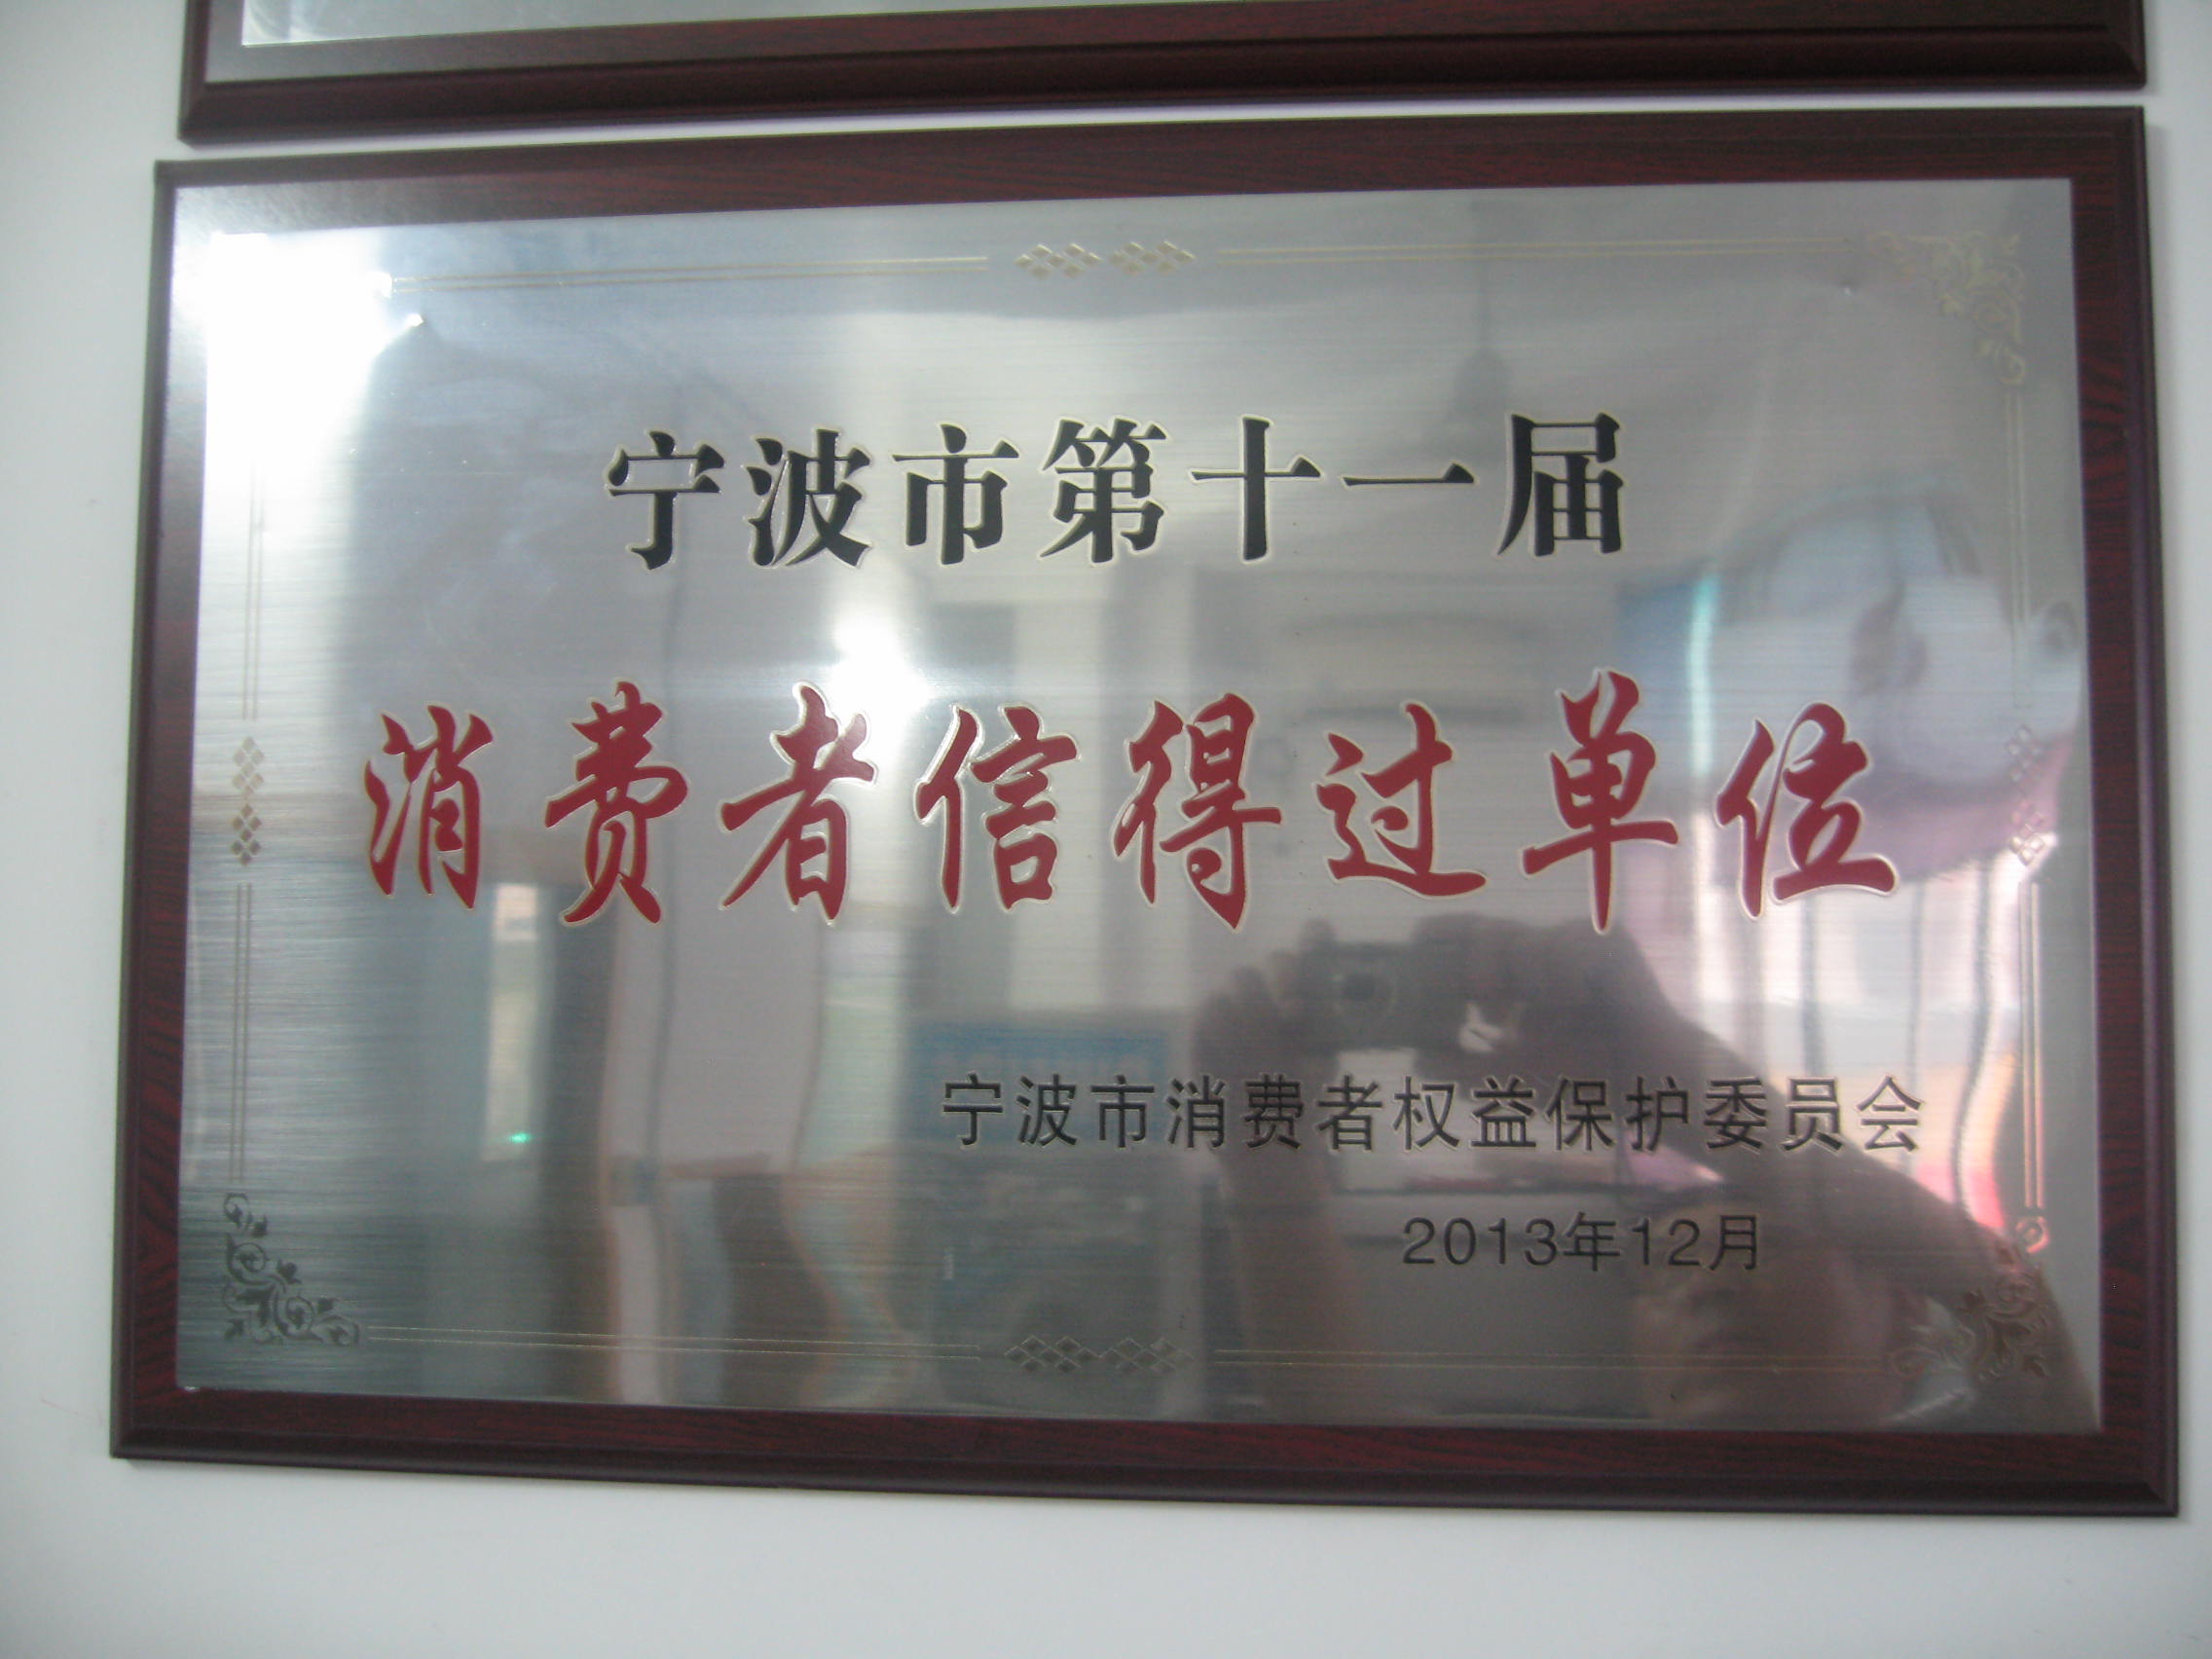 宁波市第十一届
消费者信得过单位
宁波市消费者权益保护委员会
2013年12月